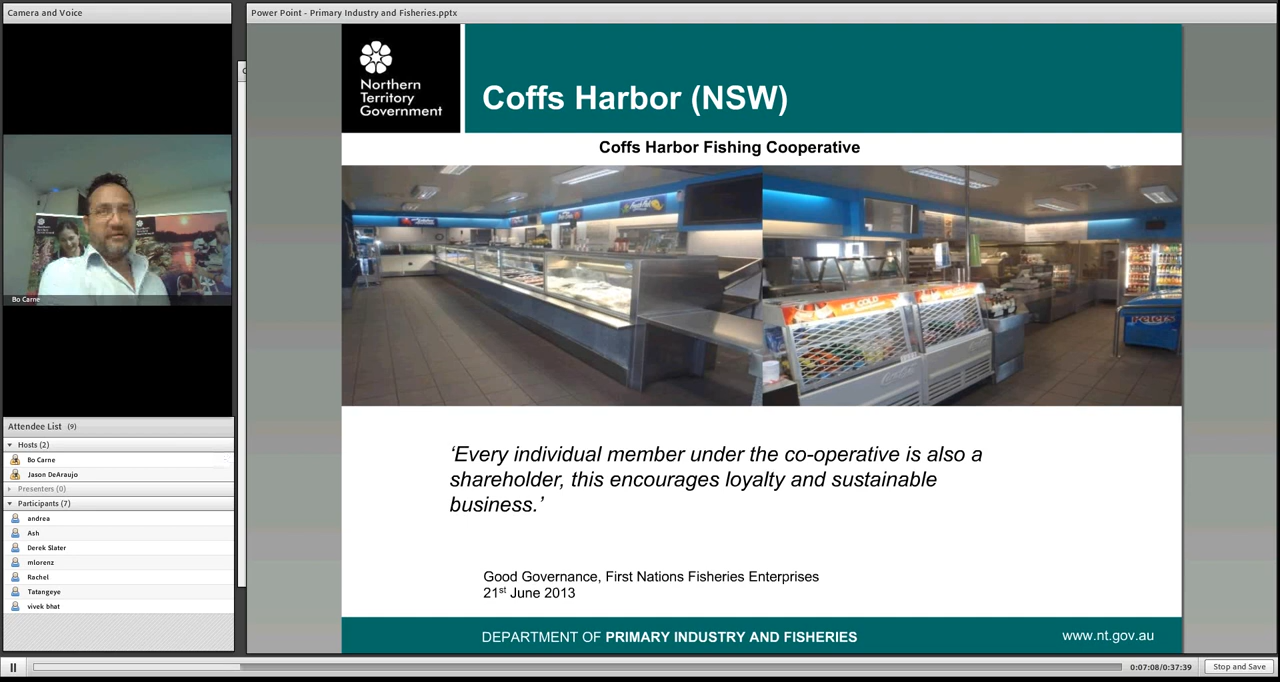 Camera and Voice
Bo Carne
Attendee List (9)
Hosts (2)
Bo Carne
Jason DeAraujo
Presenters (0)
Participants (7)
andrea
Ash
Derek Slater
mlorenz
Rachel
Tatangeye
vivek bhat
Power Point - Primary Industry and Fisheries.pptx
Northern
Territory
Government
Coffs Harbor (NSW)
Coffs Harbor Fishing Cooperative
ICE COLD
Peters
‘Every individual member under the co-operative is also a
shareholder, this encourages loyalty and sustainable
business.’
Good Governance, First Nations Fisheries Enterprises
21st June 2013
DEPARTMENT OF PRIMARY INDUSTRY AND FISHERIES
www.nt.gov.au
0:07:08/0:37:39
Stop and Save